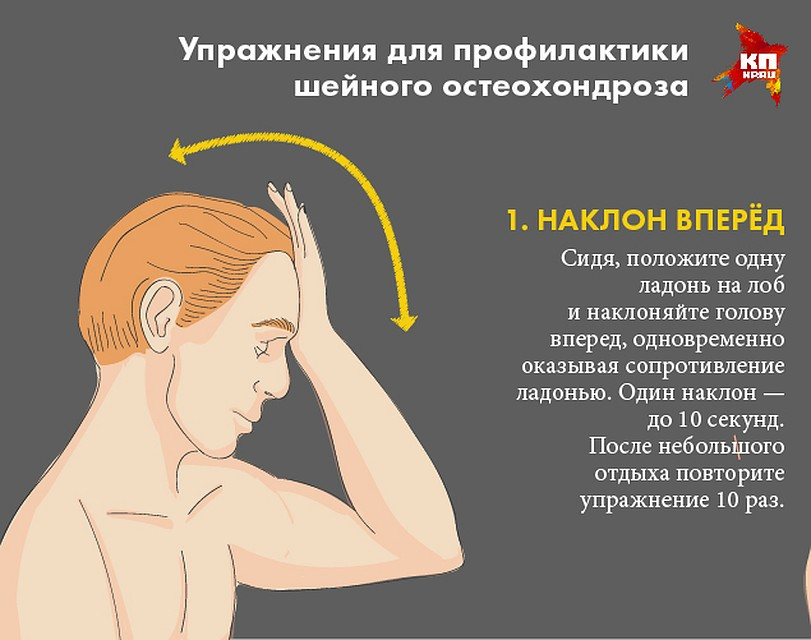 Упражнения для профилактики
шейного остеохондроза
КП
1. НАКЛОН ВПЕРЁД
Сидя, положите одну
ладонь на лоб
и наклоняйте голову
вперед, одновременно
оказывая сопротивление
ладонью. Один наклон —
до 10 секунд.
После небольшого
отдыха повторите
упражнение 10 раз.